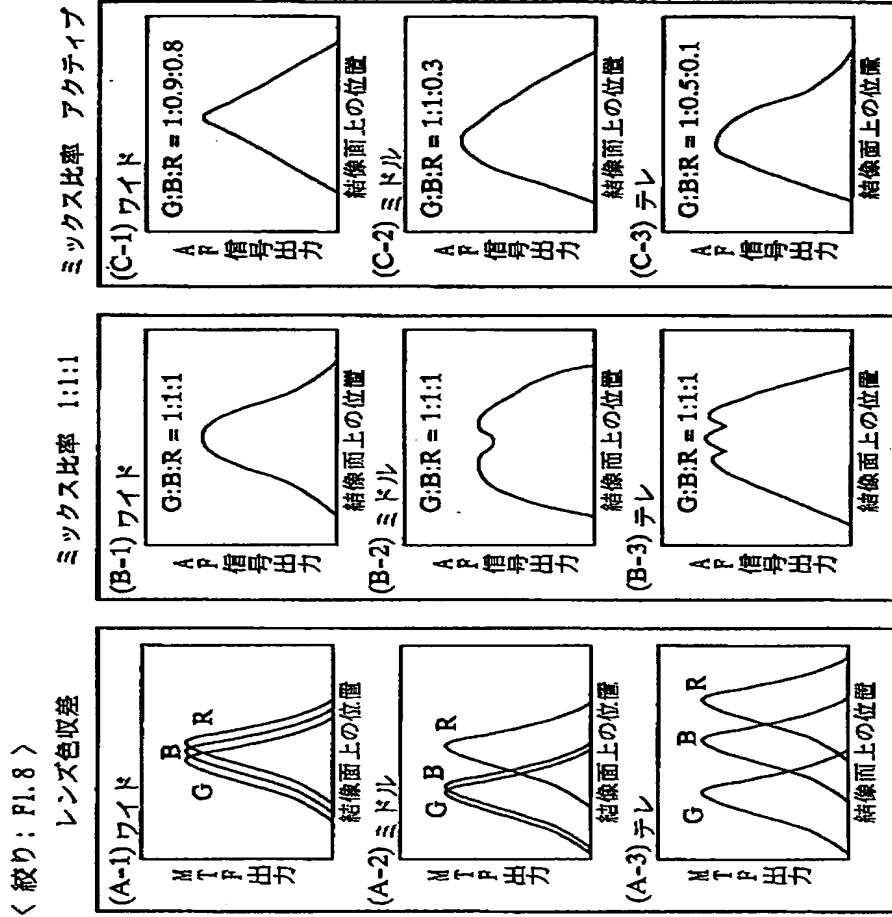 < 絞り: F1.8 >
レンズ色収差
(A-1) ワイド
MTF出力
G
B
R
結像面上の位置
(A-2) ミドル
MTF出力
G
B
R
結像面上の位置
(A-3) テレ
MTF出力
G
B
R
結像面上の位置
ミックス比率 1:1:1
(B-1) ワイド
AF信号出力
G:B:R = 1:1:1
結像面上の位置
(B-2) ミドル
AF信号出力
G:B:R = 1:1:1
結像面上の位置
(B-3) テレ
AF信号出力
G:B:R = 1:1:1
結像面上の位置
ミックス比率 アクティブ
(C-1) ワイド
AF信号出力
G:B:R = 1:0.9:0.8
結像面上の位置
(C-2) ミドル
AF信号出力
G:B:R = 1:1:0.3
結像面上の位置
(C-3) テレ
AF信号出力
G:B:R = 1:0.5:0.1
結像面上の位置